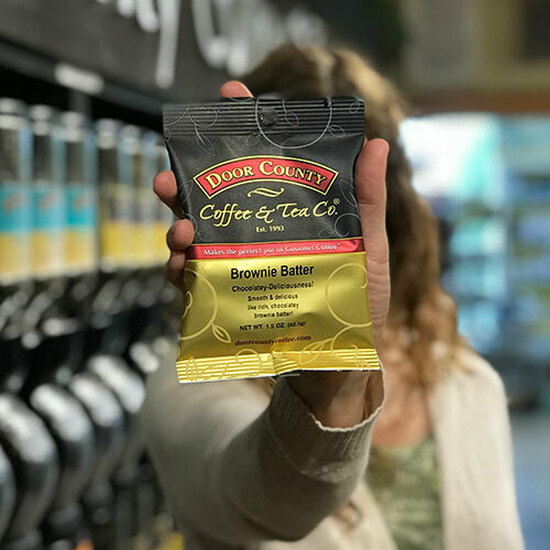 Door County
Coffee & Tea Co.®
Est. 1993
Makes the perfect pot of Gourmet Coffee™
Brownie Batter
Chocolatey-Deliciousness!
Smooth & delicious
like rich, chocolatey
brownie batter!
NET WT. 1.5 OZ. (42.5g)
doorcountycoffee.com